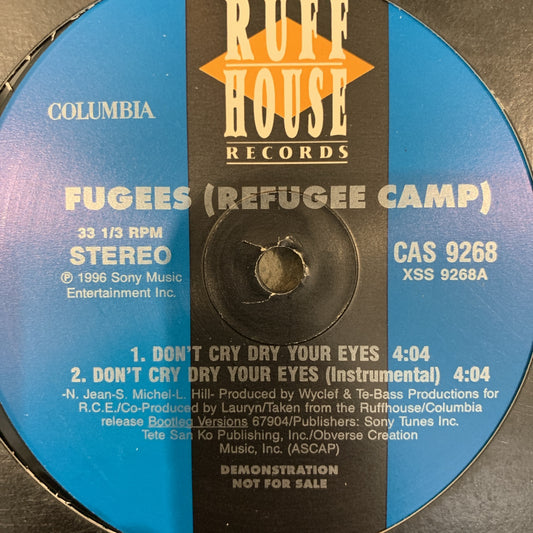 RUFF
HOUSE
RECORDS
COLUMBIA
FUGEES (REFUGEE CAMP)
33 1/3 RPM
STEREO
℗ 1996 Sony Music
Entertainment Inc.
CAS 9268
XSS 9268A
1. DON'T CRY DRY YOUR EYES 4:04
2. DON'T CRY DRY YOUR EYES (Instrumental) 4:04
-N. Jean-S. Michel-L. Hill- Produced by Wyclef & Te-Bass Productions for
R.C.E./Co-Produced by Lauryn/Taken from the Ruffhouse/Columbia
release Bootleg Versions 67904/Publishers: Sony Tunes Inc.
Tete San Ko Publishing, Inc./Obverse Creation
Music, Inc. (ASCAP)
DEMONSTRATION
NOT FOR SALE